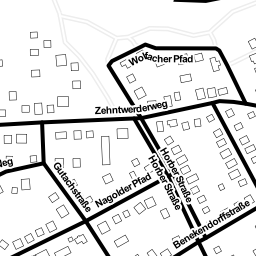 Wolfacher Pfad
Zehntwerderweg
Gutachstraße
Nagolder Pfad
Horber Straße
Horber Straße
Benekendorffstraße